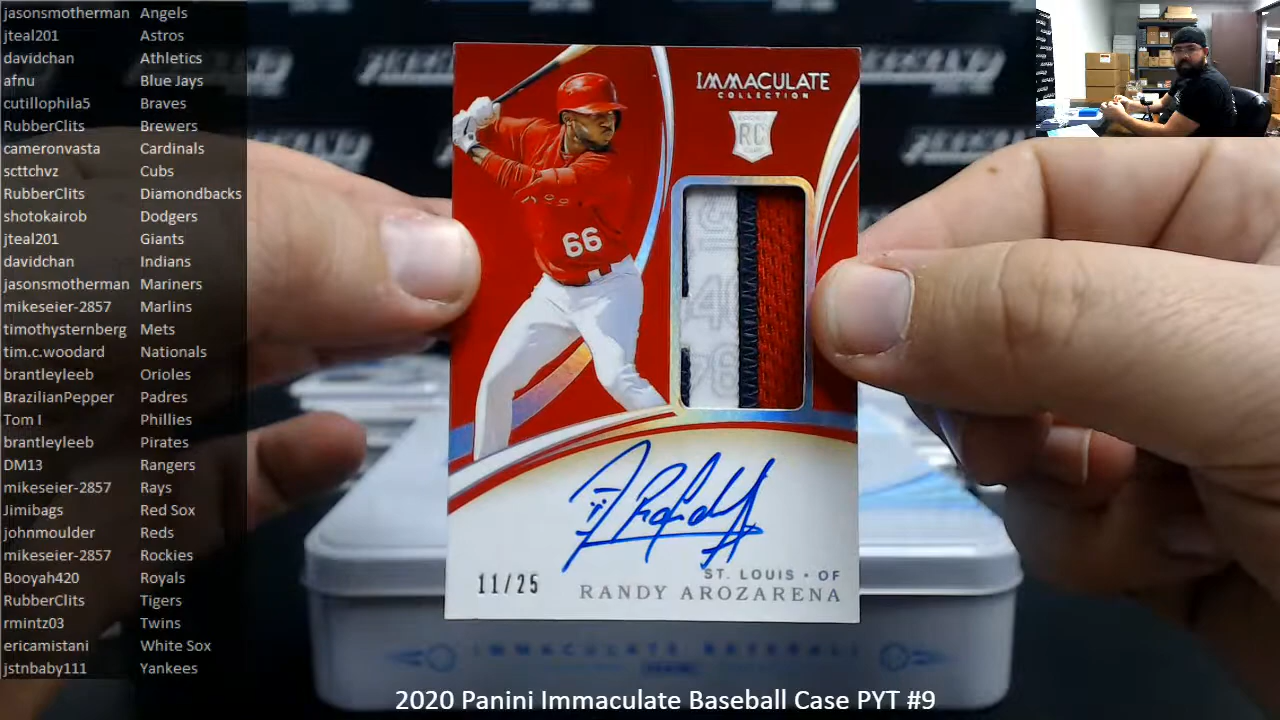 jasonsmotherman Angels
jteal201 Astros
davidchan Athletics
afnu Blue Jays
cutillophila5 Braves
RubberClits Brewers
cameronvasta Cardinals
scttchvz Cubs
RubberClits Diamondbacks
shotokairob Dodgers
jteal201 Giants
davidchan Indians
jasonsmotherman Mariners
mikeseier-2857 Marlins
timothysternberg Mets
tim.c.woodard Nationals
brantleyleeb Orioles
BrazilianPepper Padres
Tom I Phillies
brantleyleeb Pirates
DM13 Rangers
mikeseier-2857 Rays
Jimibags Red Sox
johnmoulder Reds
mikeseier-2857 Rockies
Booyah420 Royals
RubberClits Tigers
rmintz03 Twins
ericamistani White Sox
jstnbaby111 Yankees
IMMACULATE
COLLECTION
RC
66
11/25
ST. LOUIS • OF
RANDY AROZARENA
IMMACULATE BASEBALL
2020 Panini Immaculate Baseball Case PYT #9